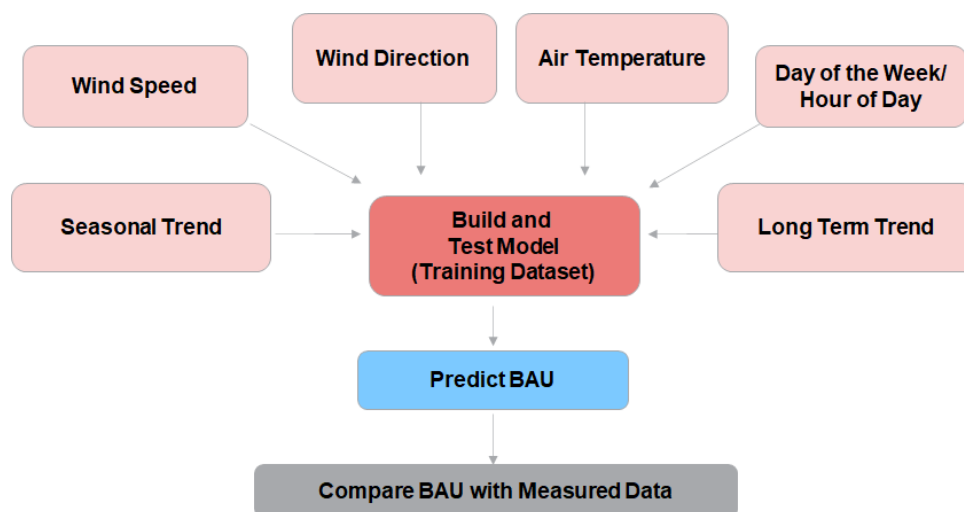 Wind Speed
Wind Direction
Air Temperature
Day of the Week/
Hour of Day
Seasonal Trend
Build and
Test Model
(Training Dataset)
Long Term Trend
Predict BAU
Compare BAU with Measured Data